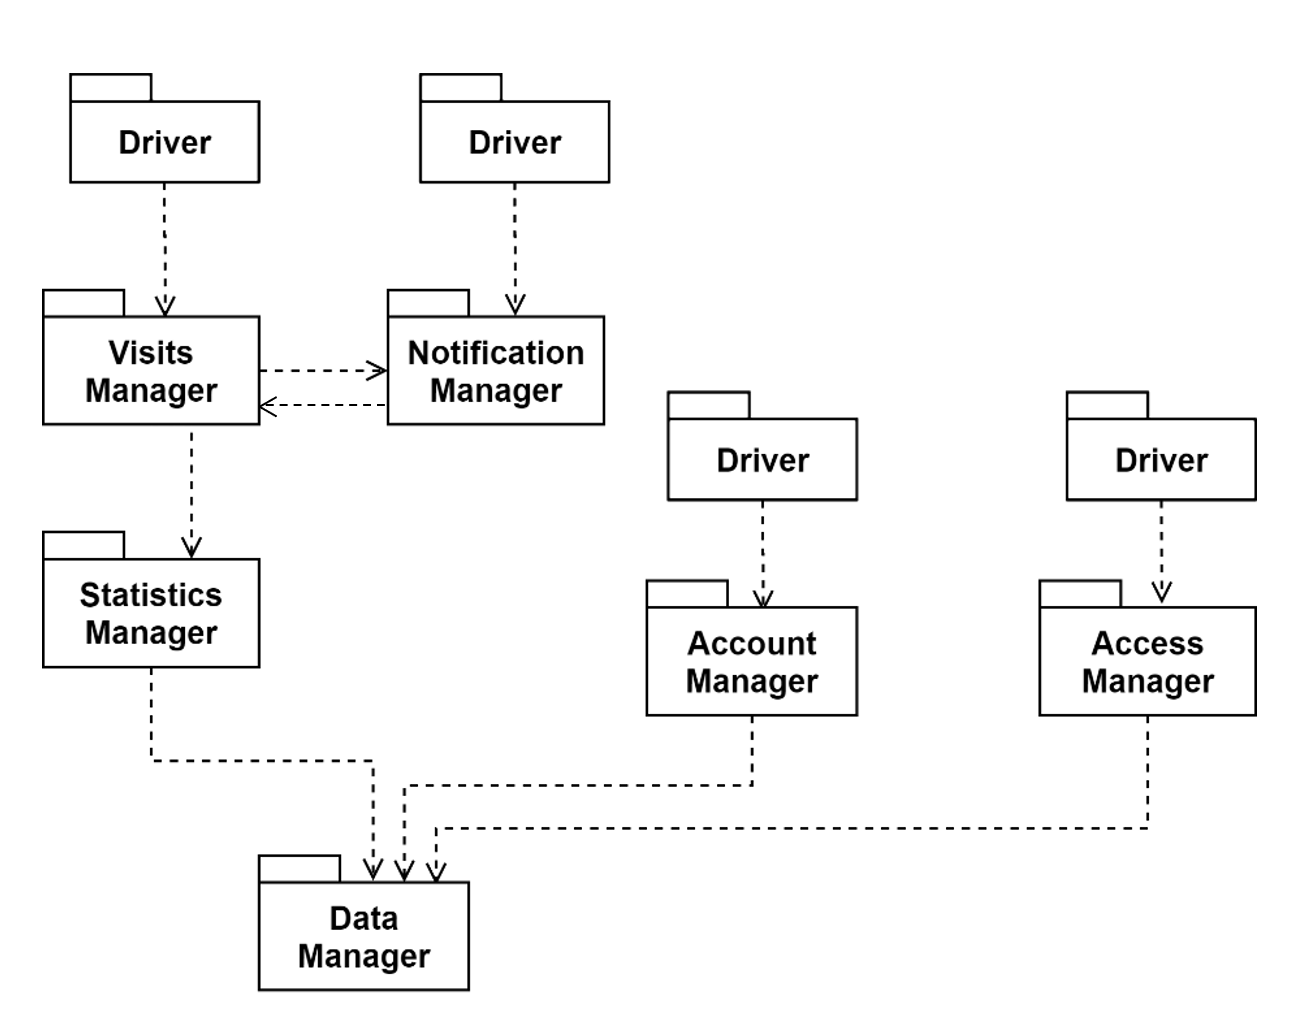 Driver
Driver
Visits
Manager
Notification
Manager
Driver
Driver
Statistics
Manager
Account
Manager
Access
Manager
Data
Manager